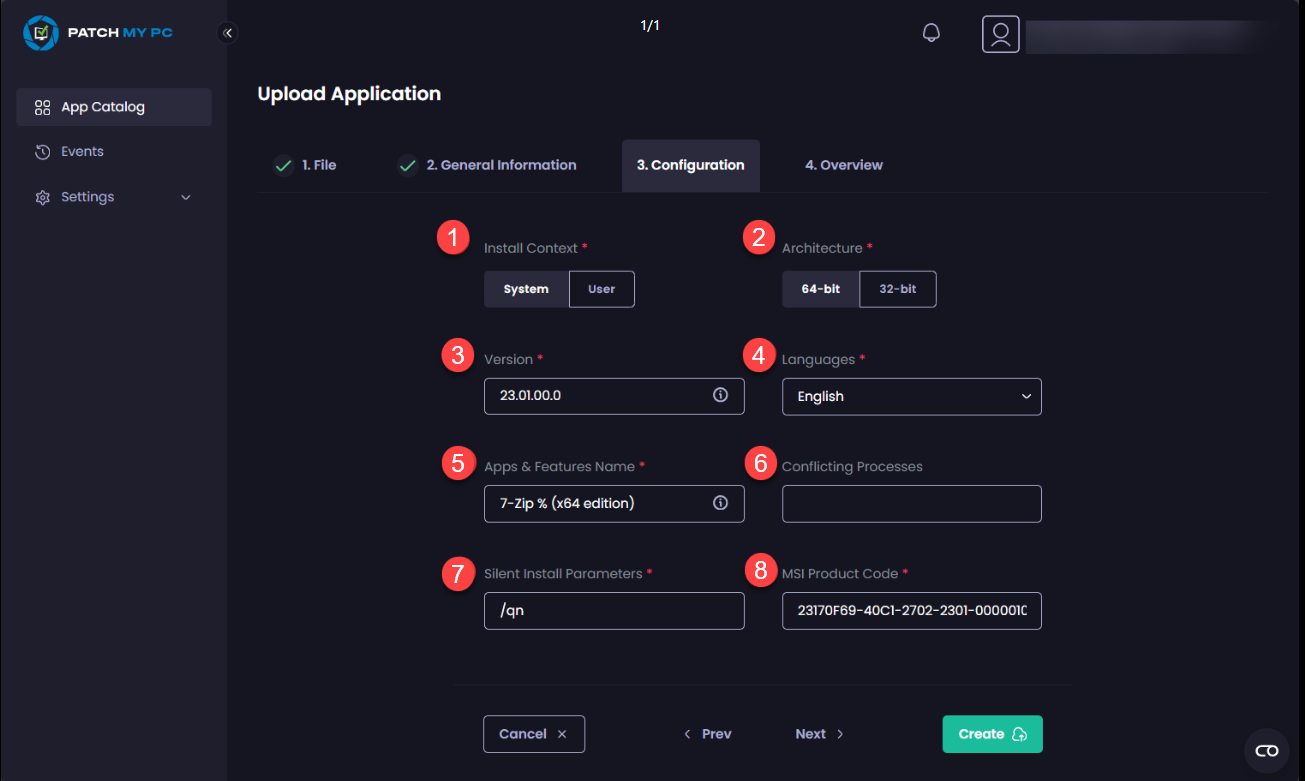 PATCH MY PC
1/1
App Catalog
Events
Settings
Upload Application
1. File
2. General Information
3. Configuration
4. Overview
1 Install Context *
2 Architecture *
System User
64-bit 32-bit
3 Version *
4 Languages *
23.01.00.0
English
5 Apps & Features Name *
6 Conflicting Processes
7-Zip % (x64 edition)
7 Silent Install Parameters *
8 MSI Product Code *
/qn
23170F69-40C1-2702-2301-0000010
Cancel
Prev
Next
Create